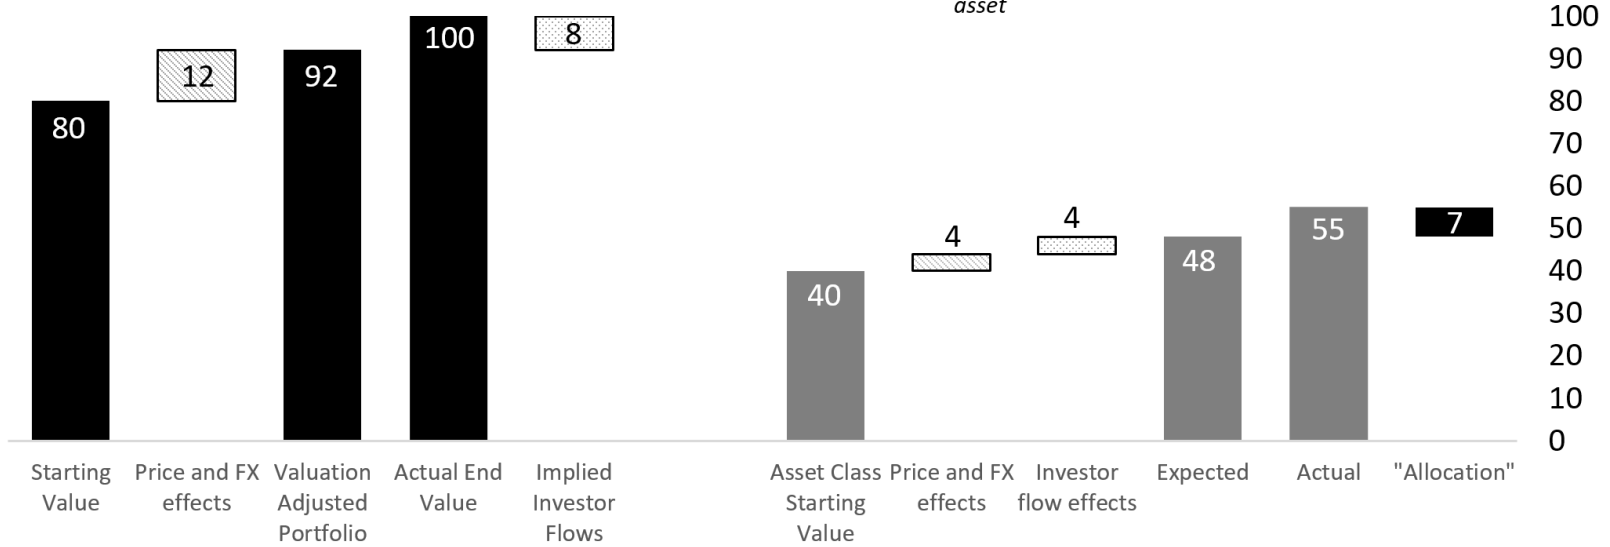 asset
100
90
80
70
60
50
40
30
20
10
0
80
12
92
100
8
40
4
4
48
55
7
Starting
Value
Price and FX
effects
Valuation
Adjusted
Portfolio
Actual End
Value
Implied
Investor
Flows
Asset Class
Starting
Value
Price and FX
effects
Investor
flow effects
Expected
Actual
"Allocation"